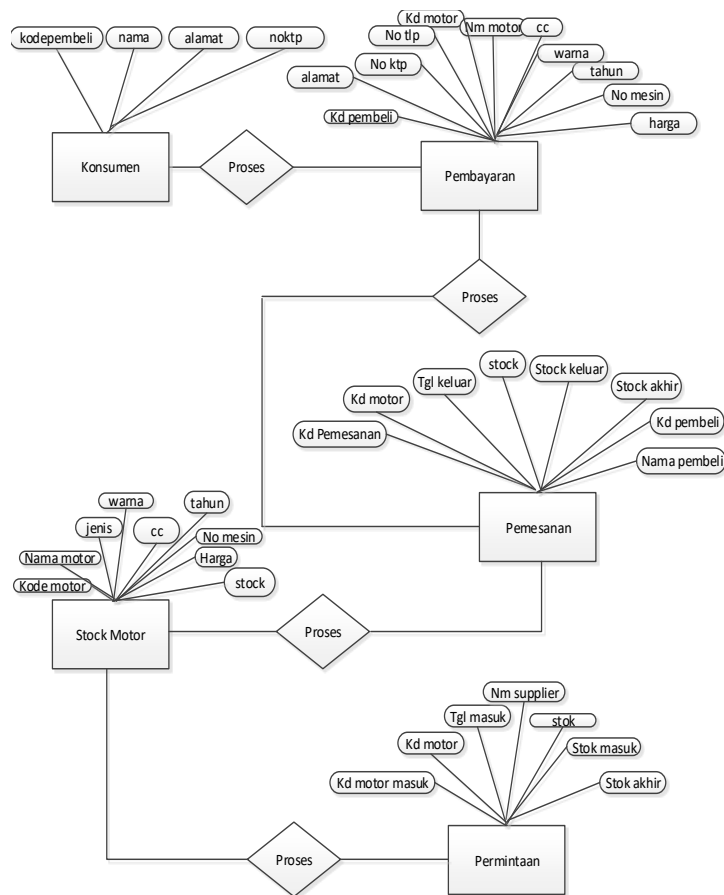 kodepembeli
nama
alamat
noktp
Konsumen
Proses
Kd motor
No tlp
No ktp
alamat
Kd pembeli
Nm motor
cc
warna
tahun
No mesin
harga
Pembayaran
Proses
Kd Pemesanan
Kd motor
Tgl keluar
stock
Stock keluar
Stock akhir
Kd pembeli
Nama pembeli
Pemesanan
Kode motor
Nama motor
jenis
warna
cc
tahun
No mesin
Harga
stock
Stock Motor
Proses
Kd motor masuk
Kd motor
Tgl masuk
Nm supplier
stok
Stok masuk
Stok akhir
Proses
Permintaan